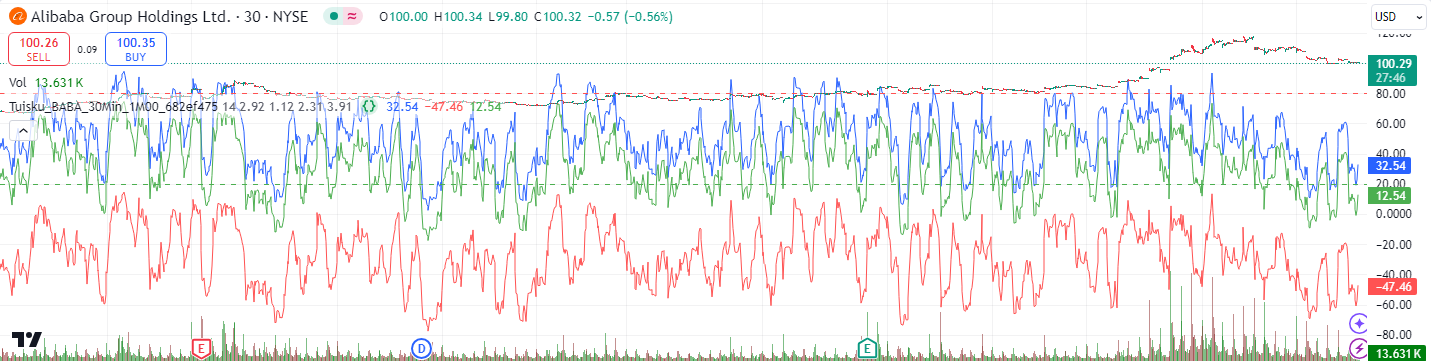 Alibaba Group Holdings Ltd. · 30 · NYSE O100.00 H100.34 L99.80 C100.32 −0.57 (−0.56%)
USD
120.00
100.26 SELL
0.09
100.35 BUY
100.29
27:46
Vol 13.631 K
80.00
Tuisku_BABA_30Min_1M00_682ef475 14 2.92 1.12 2.31 3.91 32.54 −47.46 12.54
60.00
40.00
32.54
20.00
12.54
0.0000
−20.00
−40.00
−47.46
−60.00
−80.00
E
D
E
13.631 K